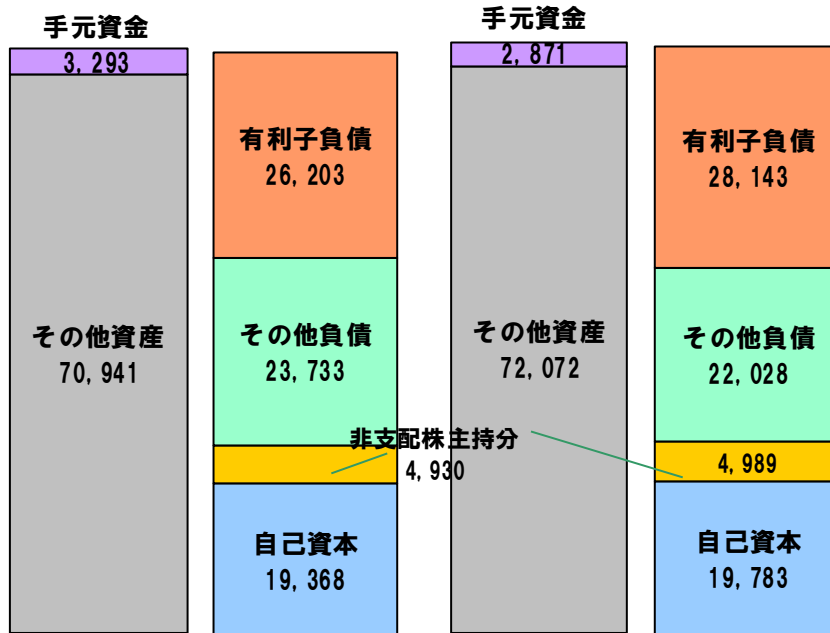 手元資金
3,293
その他資産
70,941
有利子負債
26,203
その他負債
23,733
非支配株主持分
4,930
自己資本
19,368
手元資金
2,871
その他資産
72,072
有利子負債
28,143
その他負債
22,028
4,989
自己資本
19,783